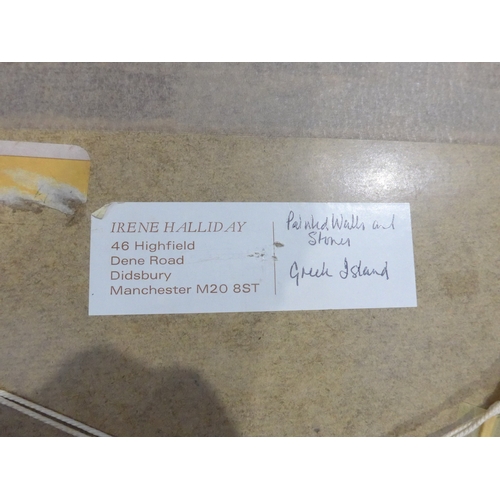 IRENE HALLIDAY
46 Highfield
Dene Road
Didsbury
Manchester M20 8ST
Painted Walls and
Stones
Greek Island